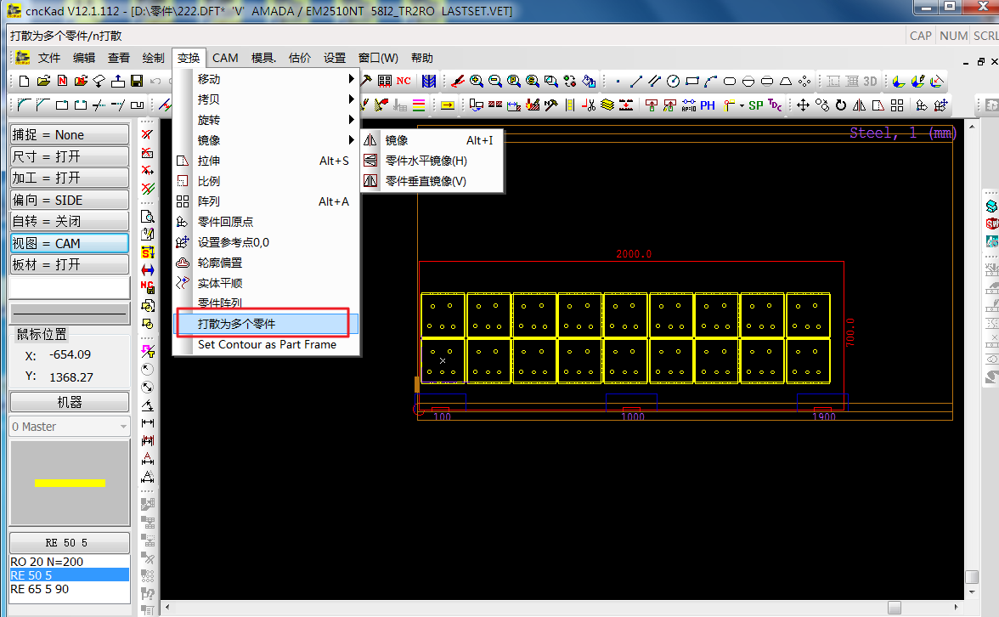 cncKad V12.1.112 - [D:\零件\222.DFT* 'V' AMADA / EM2510NT 58I2_TR2RO LASTSET.VET]
打散为多个零件/n打散
CAP NUM SCRL
文件 编辑 查看 绘制 变换 CAM 模具. 估价 设置 窗口(W) 帮助
NC 3D
AP>10 PH SP TDC
捕捉 = None
尺寸 = 打开
加工 = 打开
偏向 = SIDE
自转 = 关闭
视图 = CAM
板材 = 打开
鼠标位置
X: -654.09
Y: 1368.27
机器
0 Master
RE 50 5
RO 20 N=200
RE 50 5
RE 65 5 90
移动
拷贝
旋转
镜像
拉伸 Alt+S
比例
阵列 Alt+A
零件回原点
设置参考点0,0
轮廓偏置
实体平顺
零件阵列
打散为多个零件
Set Contour as Part Frame
镜像 Alt+I
零件水平镜像(H)
零件垂直镜像(V)
Steel, 1 (mm)
2000.0
700.0
100 1000 1900